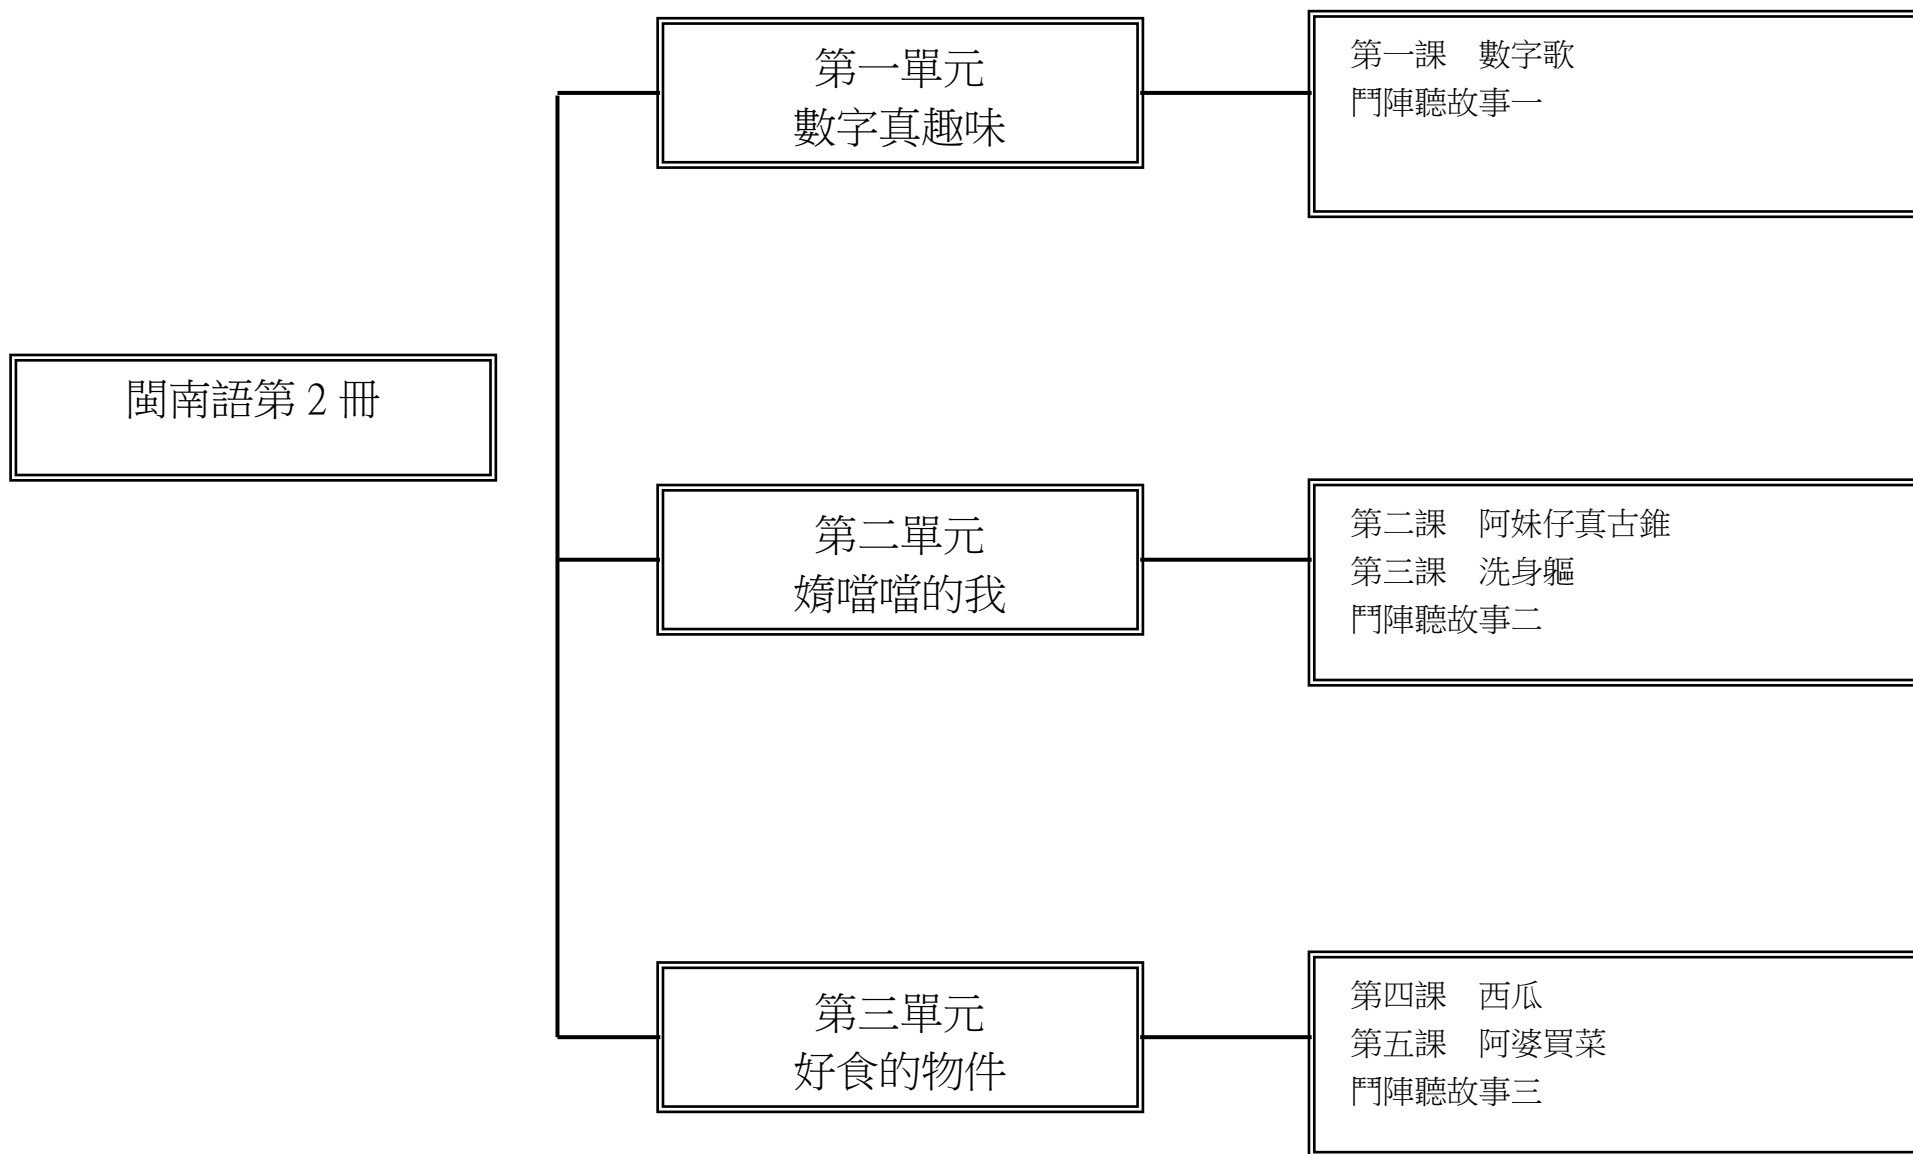 閩南語第 2 冊
第一單元
數字真趣味
第一課　數字歌
鬥陣聽故事一
第二單元
媠噹噹的我
第二課　阿妹仔真古錐
第三課　洗身軀
鬥陣聽故事二
第三單元
好食的物件
第四課　西瓜
第五課　阿婆買菜
鬥陣聽故事三